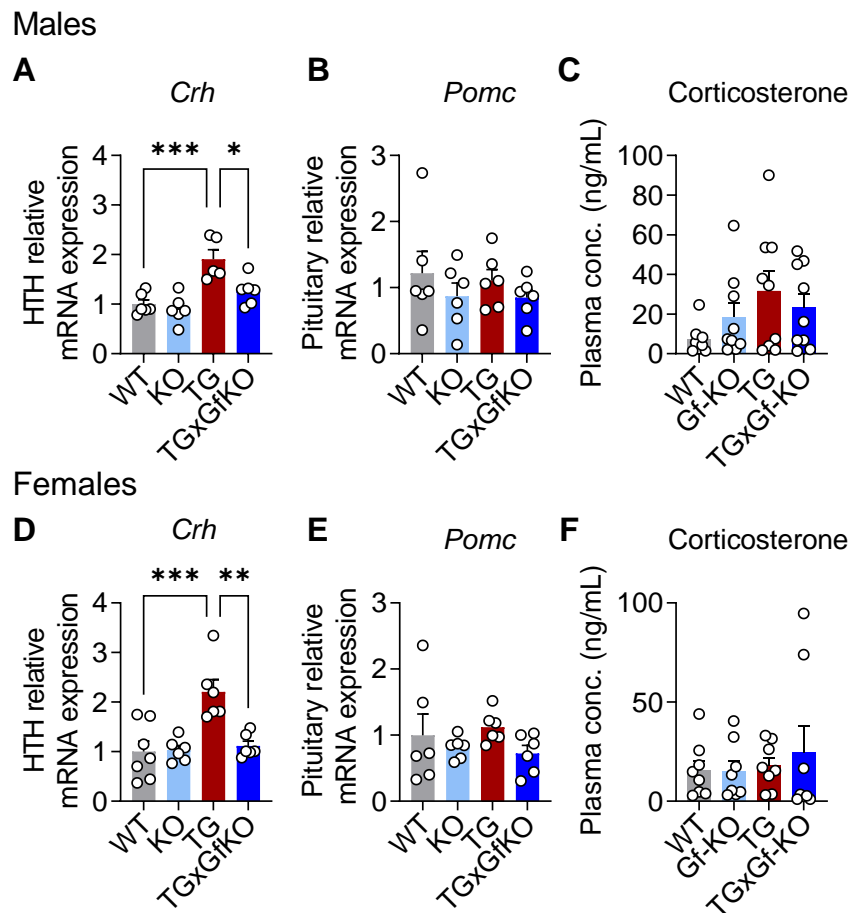 Males
A
Crh
HTH relative
mRNA expression
4
3
2
1
0
***
*
WT
KO
TG
TGxGfKO
B
Pomc
Pituitary relative
mRNA expression
3
2
1
0
WT
KO
TG
TGxGfKO
C
Corticosterone
Plasma conc. (ng/mL)
100
80
60
40
20
0
WT
Gf-KO
TG
TGxGf-KO
Females
D
Crh
HTH relative
mRNA expression
4
3
2
1
0
***
**
WT
KO
TG
TGxGfKO
E
Pomc
Pituitary relative
mRNA expression
3
2
1
0
WT
KO
TG
TGxGfKO
F
Corticosterone
Plasma conc. (ng/mL)
100
50
0
WT
Gf-KO
TG
TGxGf-KO